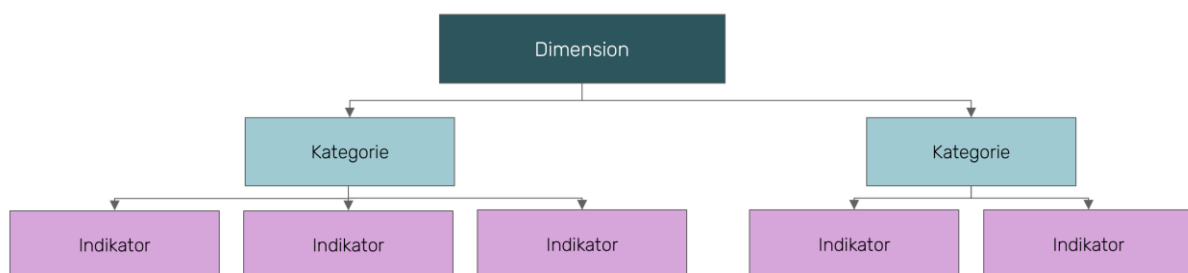 Dimension
Kategorie
Kategorie
Indikator
Indikator
Indikator
Indikator
Indikator